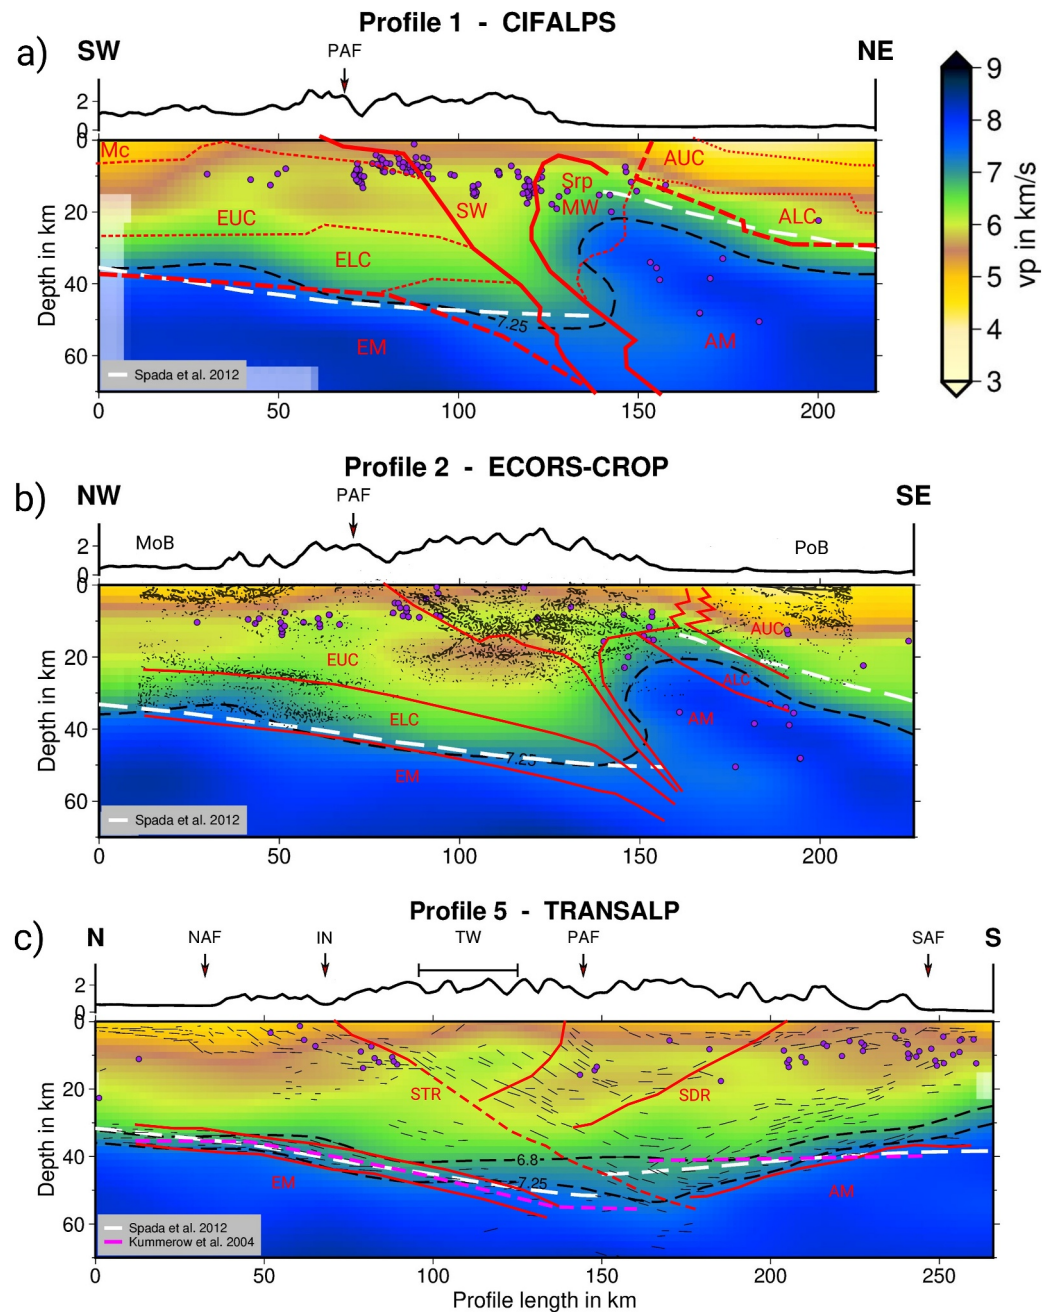 Profile 1 - CIFALPS
a) SW PAF NE
2
0
0
20
40
60
Depth in km
Mc
EUC
ELC
EM
SW
Srp
MW
AUC
ALC
AM
7.25
Spada et al. 2012
0 50 100 150 200
9
8
7
6
5
4
3
vp in km/s
Profile 2 - ECORS-CROP
b) NW PAF SE
MoB PoB
2
0
0
20
40
60
Depth in km
EUC
ELC
EM
AUC
ALC
AM
7.25
Spada et al. 2012
0 50 100 150 200
Profile 5 - TRANSALP
c) N NAF IN TW PAF SAF S
2
0
0
20
40
60
Depth in km
STR
SDR
6.8
7.25
EM
AM
Spada et al. 2012
Kummerow et al. 2004
0 50 100 150 200 250
Profile length in km